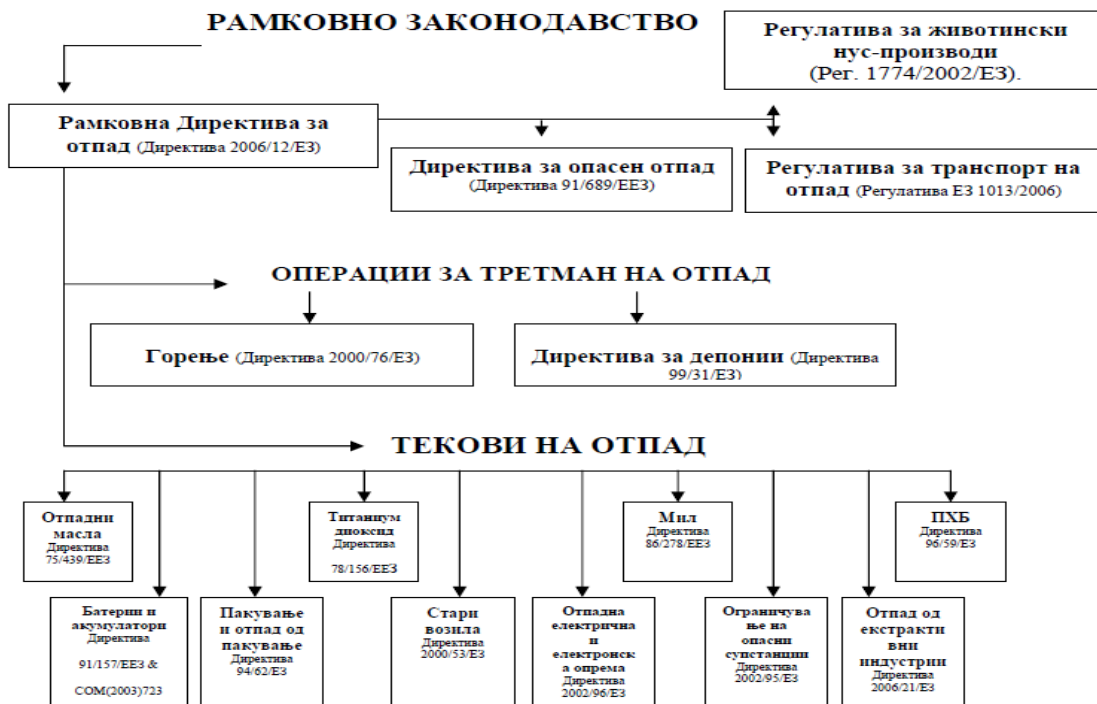 РАМКОВНО ЗАКОНОДАВСТВО
Регулатива за животински
нус-производи
(Рег. 1774/2002/ЕЗ).
Рамковна Директива за
отпад (Директива 2006/12/ЕЗ)
Директива за опасен отпад
(Директива 91/689/ЕЕЗ)
Регулатива за транспорт на
отпад (Регулатива ЕЗ 1013/2006)
ОПЕРАЦИИ ЗА ТРЕТМАН НА ОТПАД
Горење (Директива 2000/76/ЕЗ)
Директива за депонии (Директива
99/31/ЕЗ)
ТЕКОВИ НА ОТПАД
Отпадни
масла
Директива
75/439/ЕЕЗ
Титаниум
диоксид
Директива
78/156/ЕЕЗ
Мил
Директива
86/278/ЕЕЗ
ПХБ
Директива
96/59/ЕЗ
Батерии и
акумулатори
Директива
91/157/ЕЕЗ &
COM(2003)723
Пакување
и отпад од
пакување
Директива
94/62/ЕЗ
Стари
возила
Директива
2000/53/ЕЗ
Отпадна
електрична и
електронск
а опрема
Директива
2002/96/ЕЗ
Ограничува
ње на
опасни
супстанции
Директива
2002/95/ЕЗ
Отпад од
екстракти
вни
индустрии
Директива
2006/21/ЕЗ